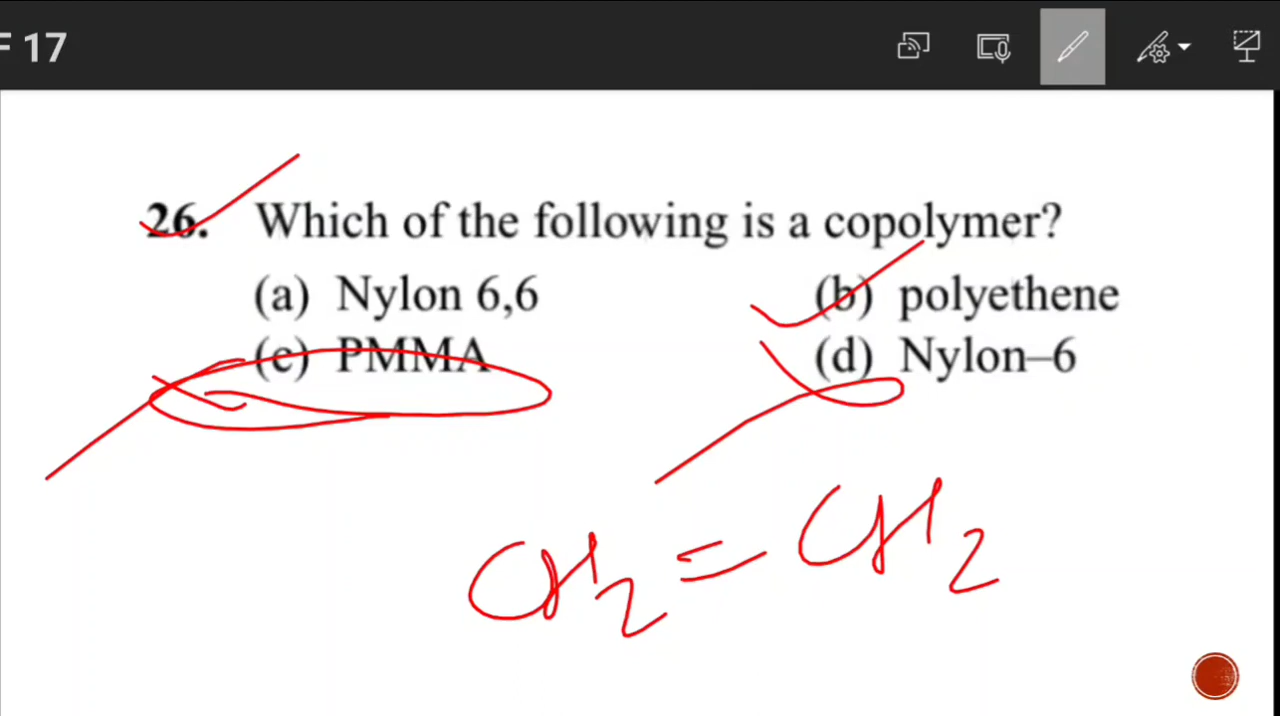 F 17
26. Which of the following is a copolymer?
(a) Nylon 6,6 (b) polyethene
(c) PMMA (d) Nylon–6
CH2 = CH2